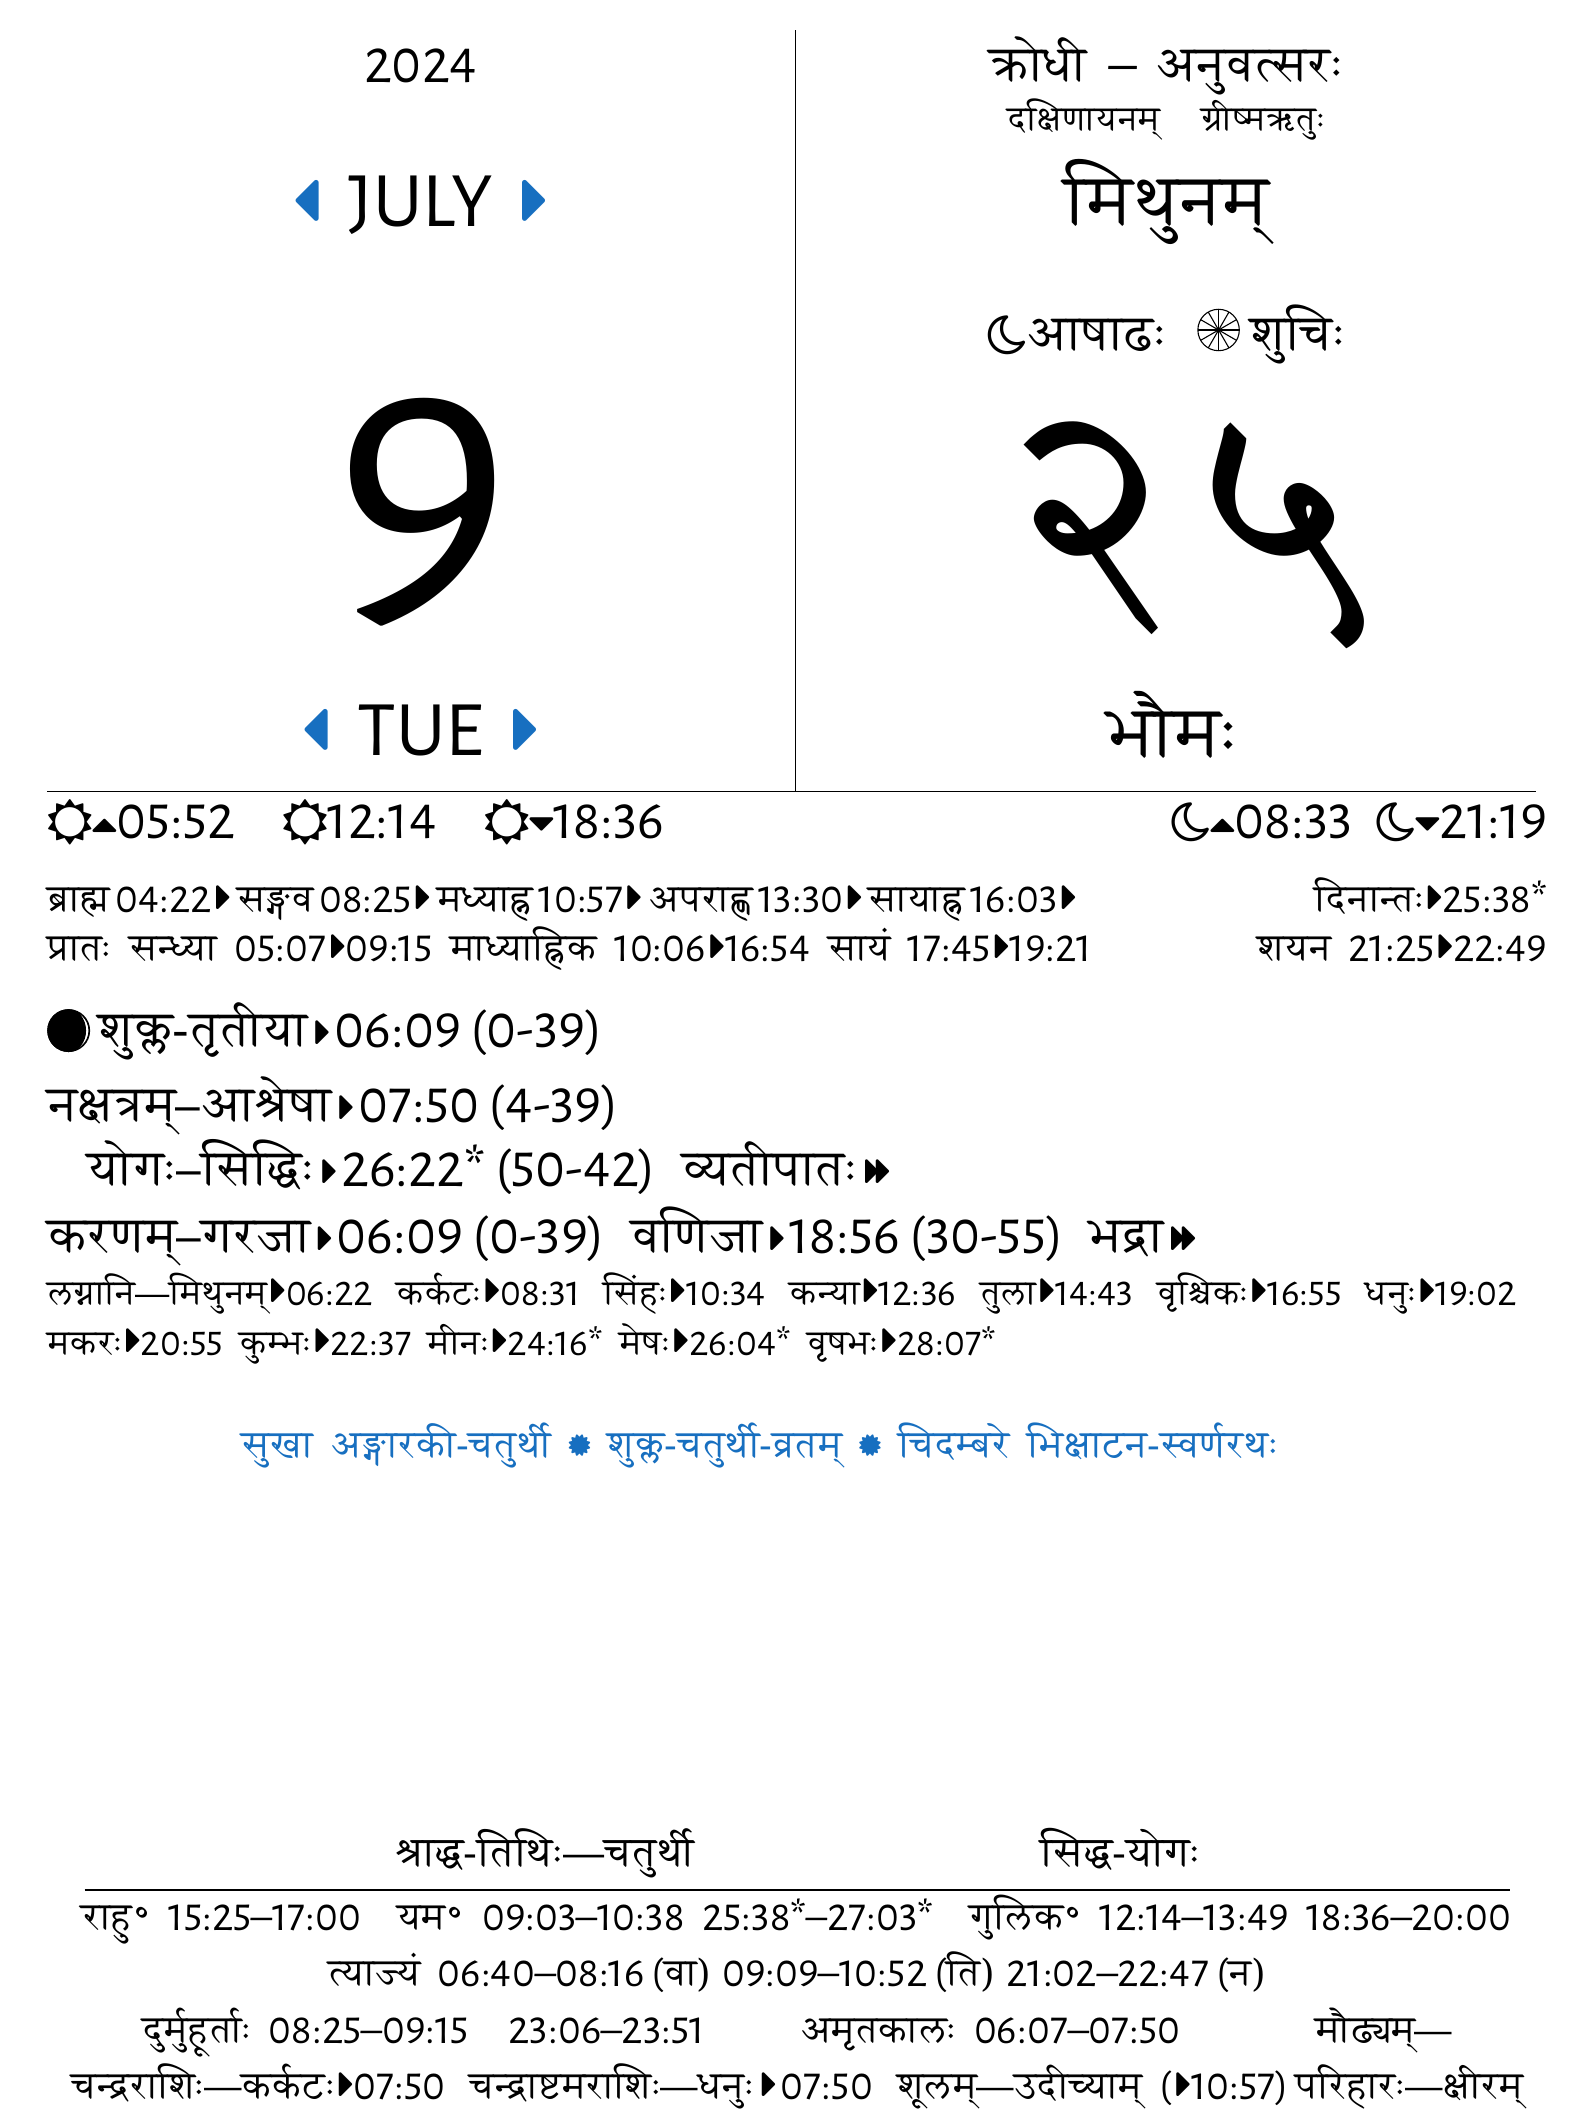 2024
JULY
9
TUE
क्रोधी – अनुवत्सरः
दक्षिणायनम् ग्रीष्मऋतुः
मिथुनम्
आषाढः शुचिः
२५
भौमः
05:52 12:14 18:36 08:33 21:19
ब्राह्म 04:22 सङ्गव 08:25 मध्याह्न 10:57 अपराह्ण 13:30 सायाह्न 16:03 दिनान्तः 25:38*
प्रातः सन्ध्या 05:07 09:15 माध्याह्निक 10:06 16:54 सायं 17:45 19:21 शयन 21:25 22:49
शुक्ल-तृतीया 06:09 (0-39)
नक्षत्रम्–आश्रेषा 07:50 (4-39)
योगः–सिद्धिः 26:22* (50-42) व्यतीपातः
करणम्–गरजा 06:09 (0-39) वणिजा 18:56 (30-55) भद्रा
लग्नानि—मिथुनम् 06:22 कर्कटः 08:31 सिंहः 10:34 कन्या 12:36 तुला 14:43 वृश्चिकः 16:55 धनुः 19:02
मकरः 20:55 कुम्भः 22:37 मीनः 24:16* मेषः 26:04* वृषभः 28:07*
सुखा अङ्गारकी-चतुर्थी ✹ शुक्ल-चतुर्थी-व्रतम् ✹ चिदम्बरे भिक्षाटन-स्वर्णरथः
श्राद्ध-तिथिः—चतुर्थी सिद्ध-योगः
राहु॰ 15:25–17:00 यम॰ 09:03–10:38 25:38*–27:03* गुलिक॰ 12:14–13:49 18:36–20:00
त्याज्यं 06:40–08:16 (वा) 09:09–10:52 (ति) 21:02–22:47 (न)
दुर्मुहूर्ताः 08:25–09:15 23:06–23:51 अमृतकालः 06:07–07:50 मौढ्यम्—
चन्द्रराशिः—कर्कटः 07:50 चन्द्राष्टमराशिः—धनुः 07:50 शूलम्—उदीच्याम् (10:57) परिहारः—क्षीरम्